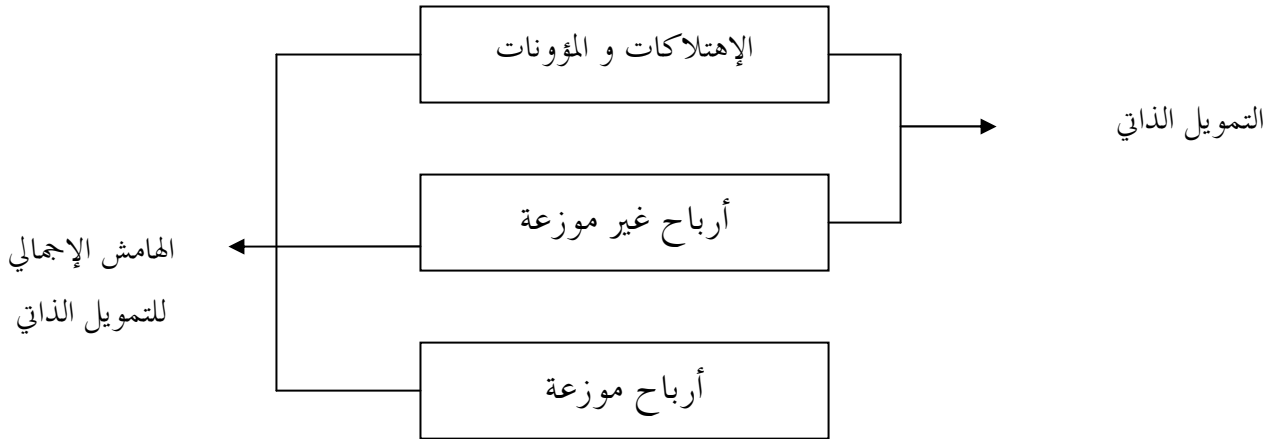 الإهتلاكات و المؤونات
التمويل الذاتي
أرباح غير موزعة
الهامش الإجمالي
للتمويل الذاتي
أرباح موزعة